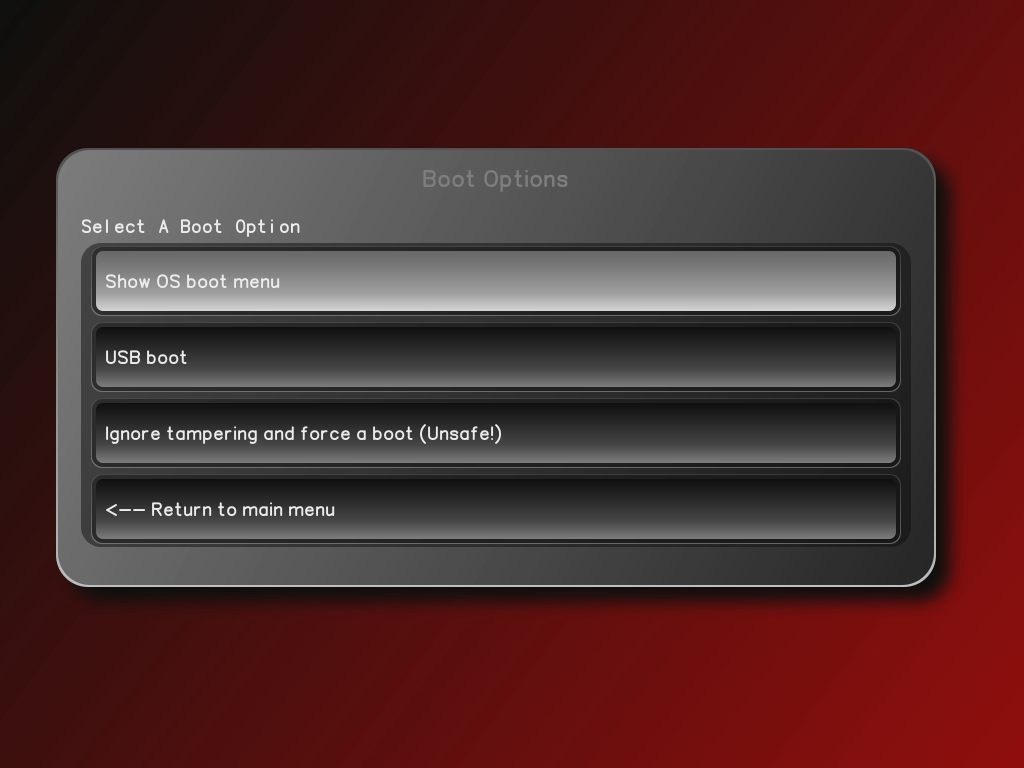 Boot Options
Select A Boot Option
Show OS boot menu
USB boot
Ignore tampering and force a boot (Unsafe!)
<-- Return to main menu